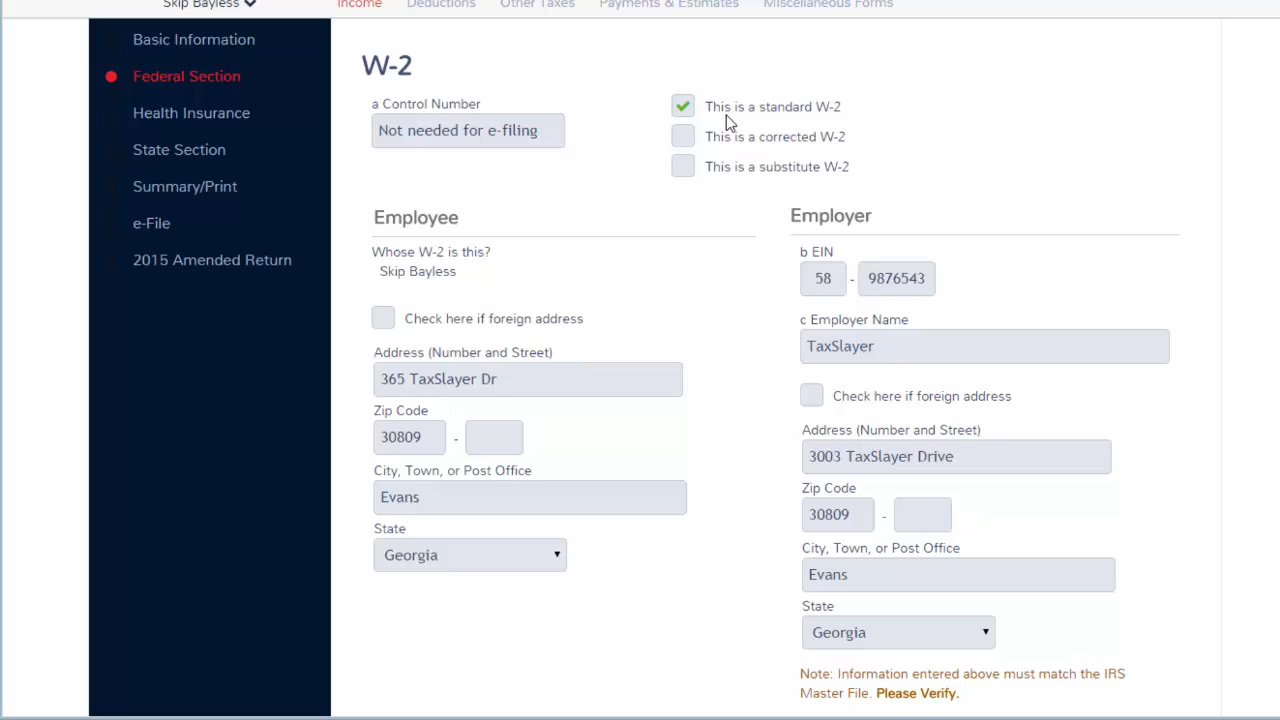 Skip Bayless
Income
Deductions
Other Taxes
Payments & Estimates
Miscellaneous Forms
Basic Information
Federal Section
Health Insurance
State Section
Summary/Print
e-File
2015 Amended Return
W-2
a Control Number
Not needed for e-filing
This is a standard W-2
This is a corrected W-2
This is a substitute W-2
Employee
Whose W-2 is this?
Skip Bayless
Check here if foreign address
Address (Number and Street)
365 TaxSlayer Dr
Zip Code
30809 -
City, Town, or Post Office
Evans
State
Georgia
Employer
b EIN
58 - 9876543
c Employer Name
TaxSlayer
Check here if foreign address
Address (Number and Street)
3003 TaxSlayer Drive
Zip Code
30809 -
City, Town, or Post Office
Evans
State
Georgia
Note: Information entered above must match the IRS
Master File. Please Verify.